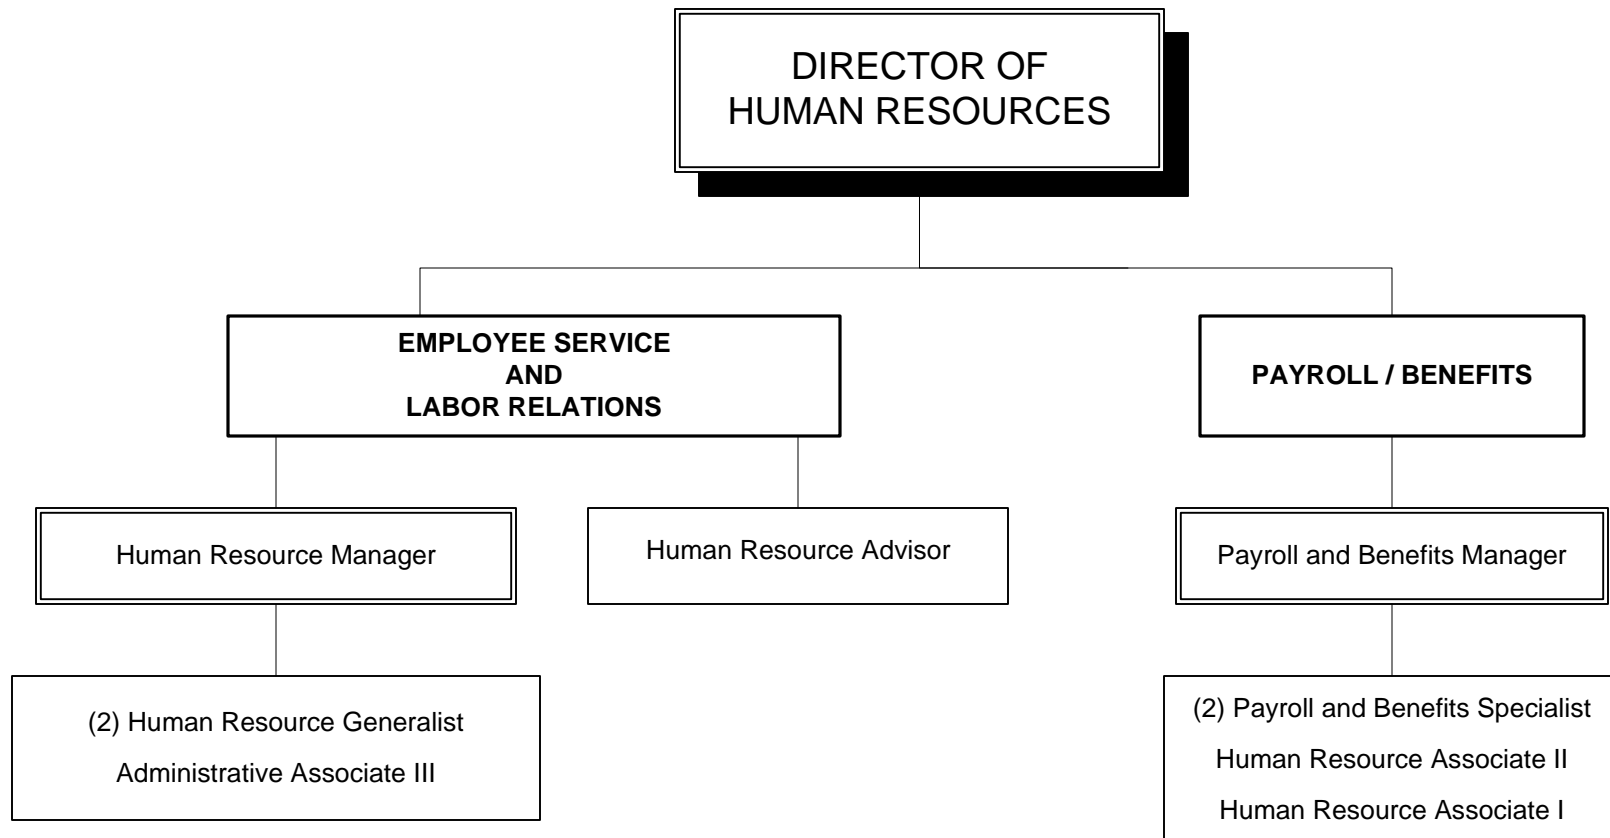 DIRECTOR OF
HUMAN RESOURCES
EMPLOYEE SERVICE
AND
LABOR RELATIONS
PAYROLL / BENEFITS
Human Resource Manager
Human Resource Advisor
Payroll and Benefits Manager
(2) Human Resource Generalist
Administrative Associate III
(2) Payroll and Benefits Specialist
Human Resource Associate II
Human Resource Associate I